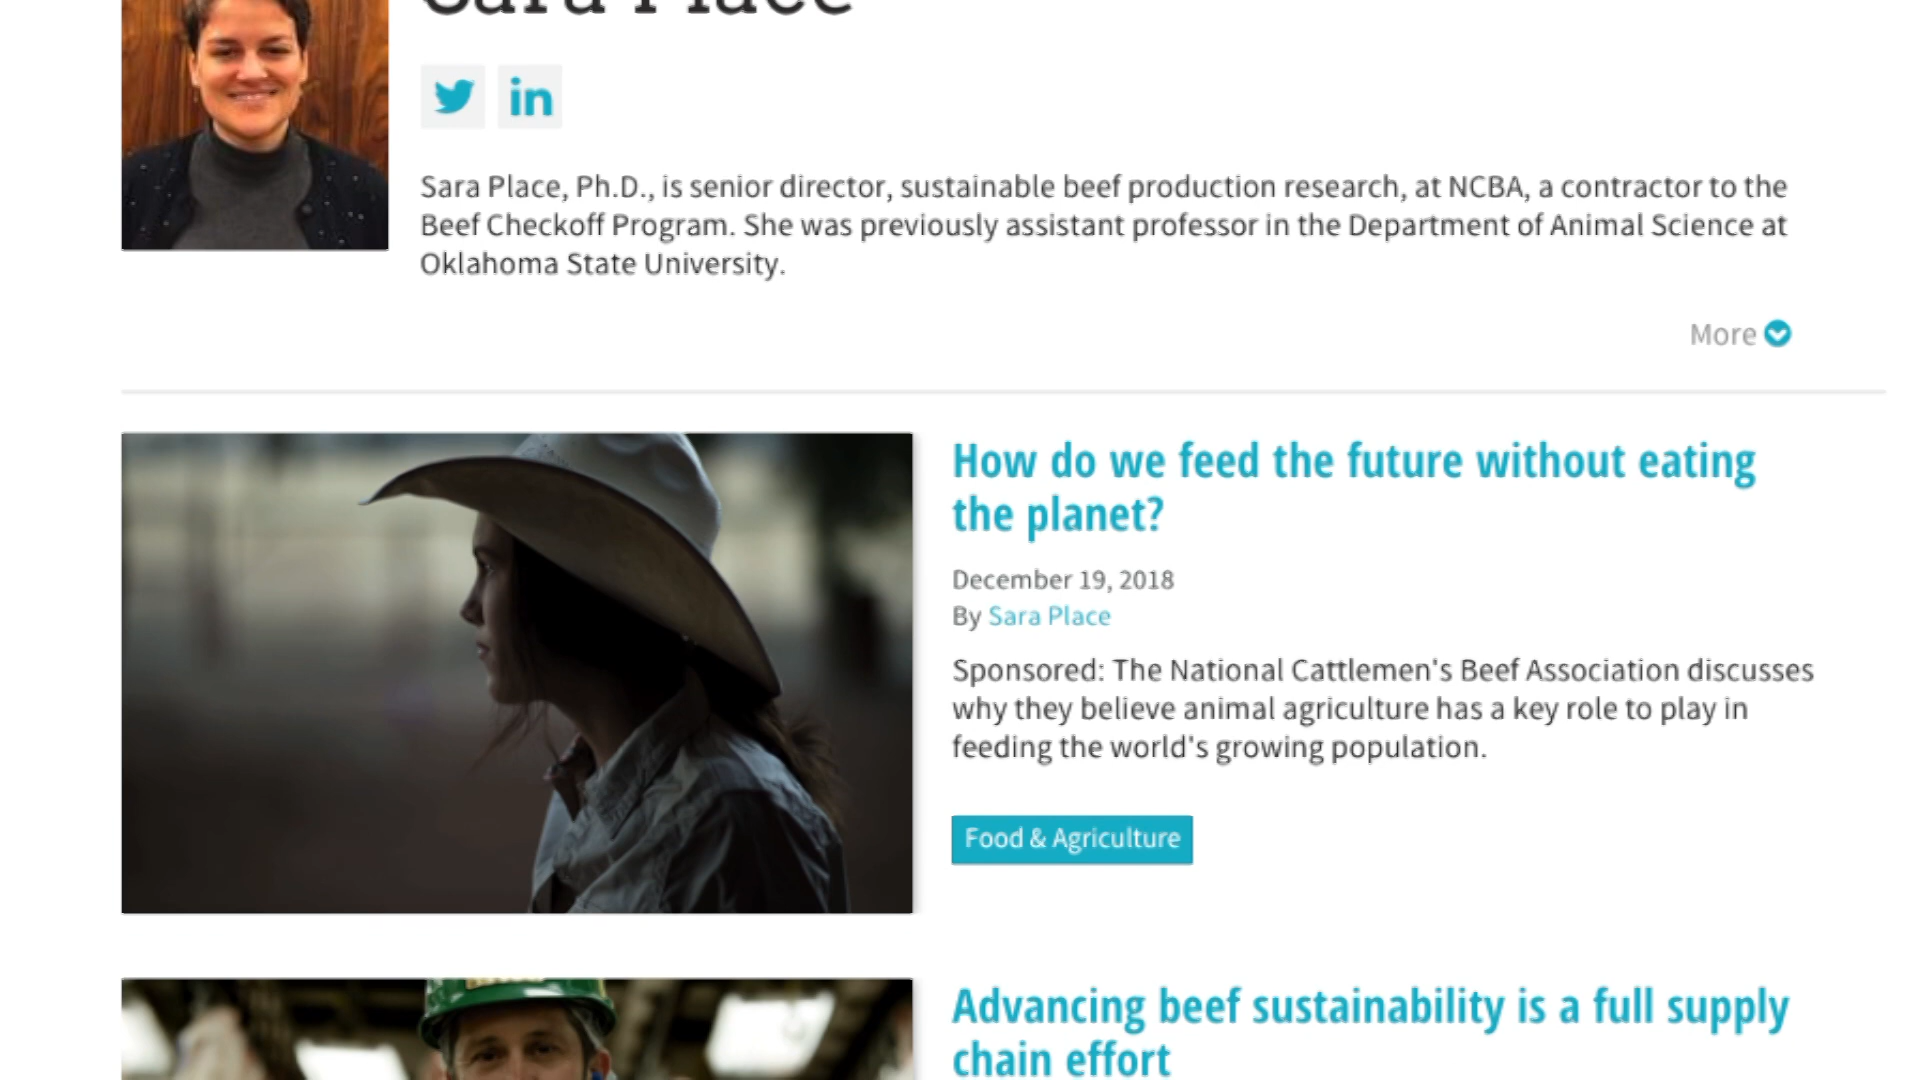 Sara Place
in
Sara Place, Ph.D., is senior director, sustainable beef production research, at NCBA, a contractor to the
Beef Checkoff Program. She was previously assistant professor in the Department of Animal Science at
Oklahoma State University.
More
How do we feed the future without eating
the planet?
December 19, 2018
By Sara Place
Sponsored: The National Cattlemen's Beef Association discusses
why they believe animal agriculture has a key role to play in
feeding the world's growing population.
Food & Agriculture
Advancing beef sustainability is a full supply
chain effort